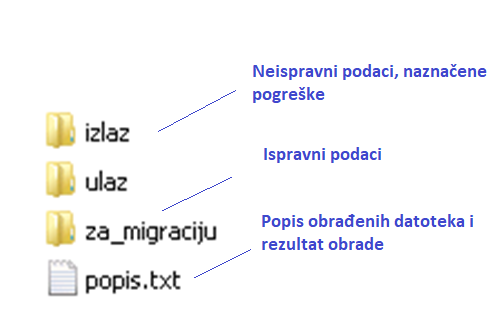 Neispravni podaci, naznačene
pogreške
izlaz
Ispravni podaci
ulaz
za_migraciju
Popis obrađenih datoteka i
rezultat obrade
popis.txt